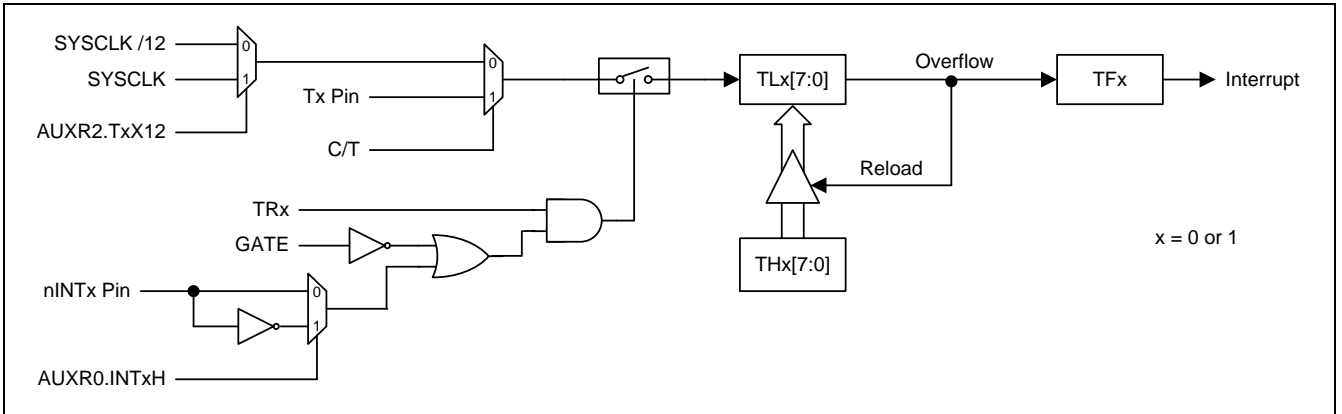 SYSCLK /12
0
SYSCLK
1
AUXR2.TxX12
0
Tx Pin
1
C/T
TLx[7:0]
Overflow
TFx
Interrupt
Reload
THx[7:0]
x = 0 or 1
TRx
GATE
nINTx Pin
0
1
AUXR0.INTxH